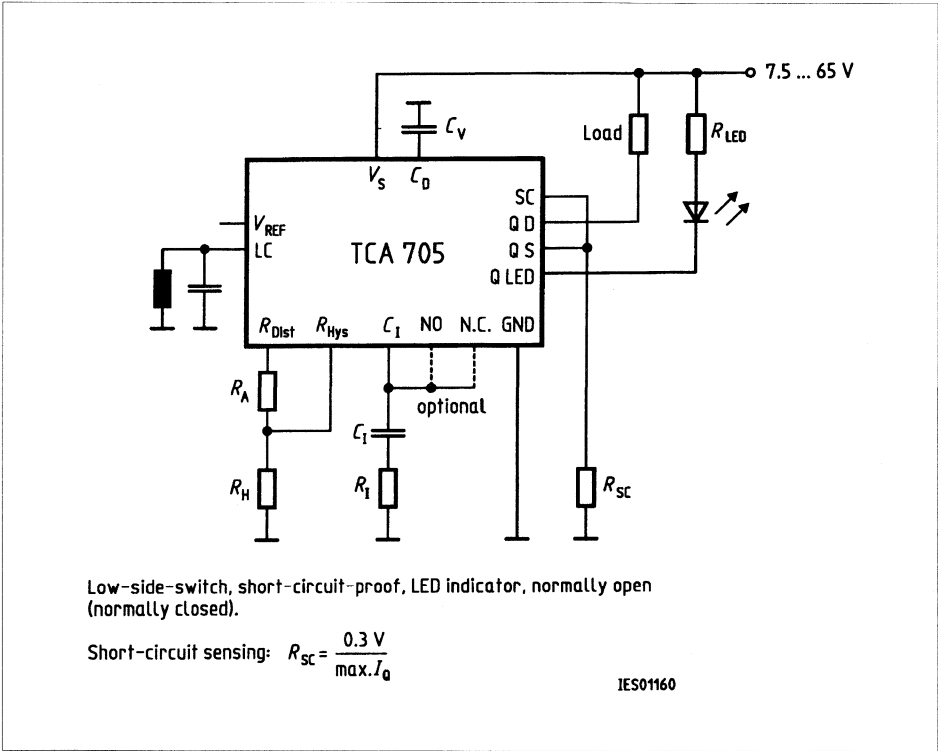 7.5 ... 65 V
C_V
Load
R_LED
V_S
C_D
SC
V_REF
Q D
LC
TCA 705
Q S
Q LED
R_Dist
R_Hys
C_I
NO
N.C.
GND
R_A
optional
C_I
R_H
R_I
R_SC
Low-side-switch, short-circuit-proof, LED indicator, normally open
(normally closed).
Short-circuit sensing: R_SC = 0.3 V / max.I_Q
IES01160